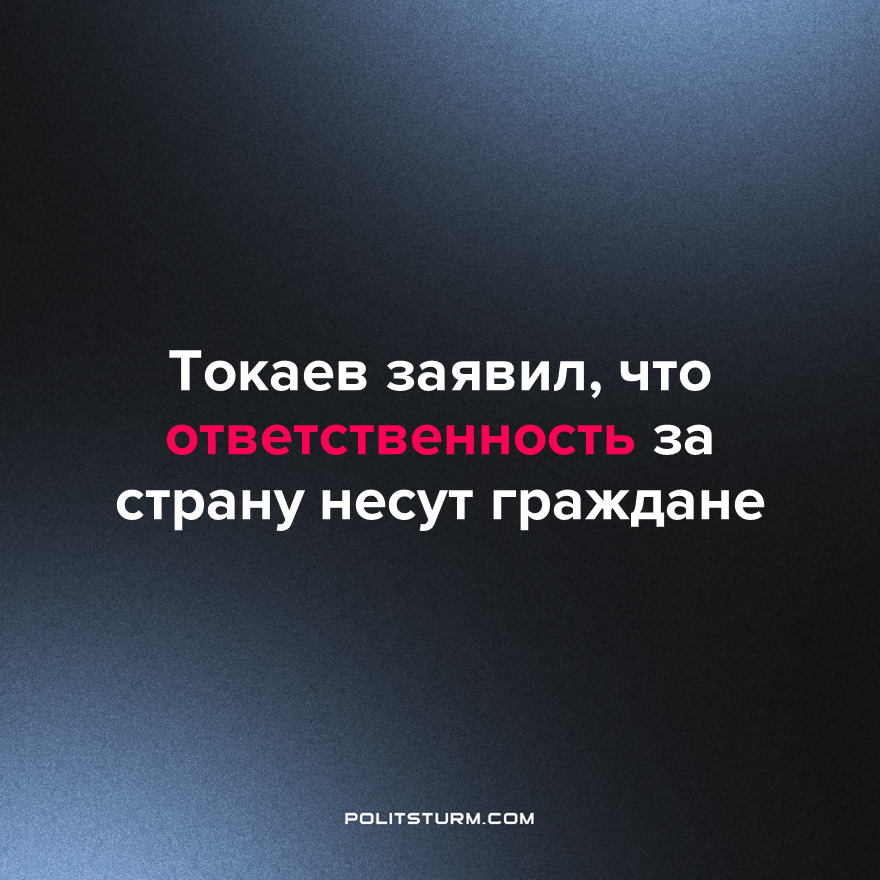 Токаев заявил, что
ответственность за
страну несут граждане
POLITSTURM.COM